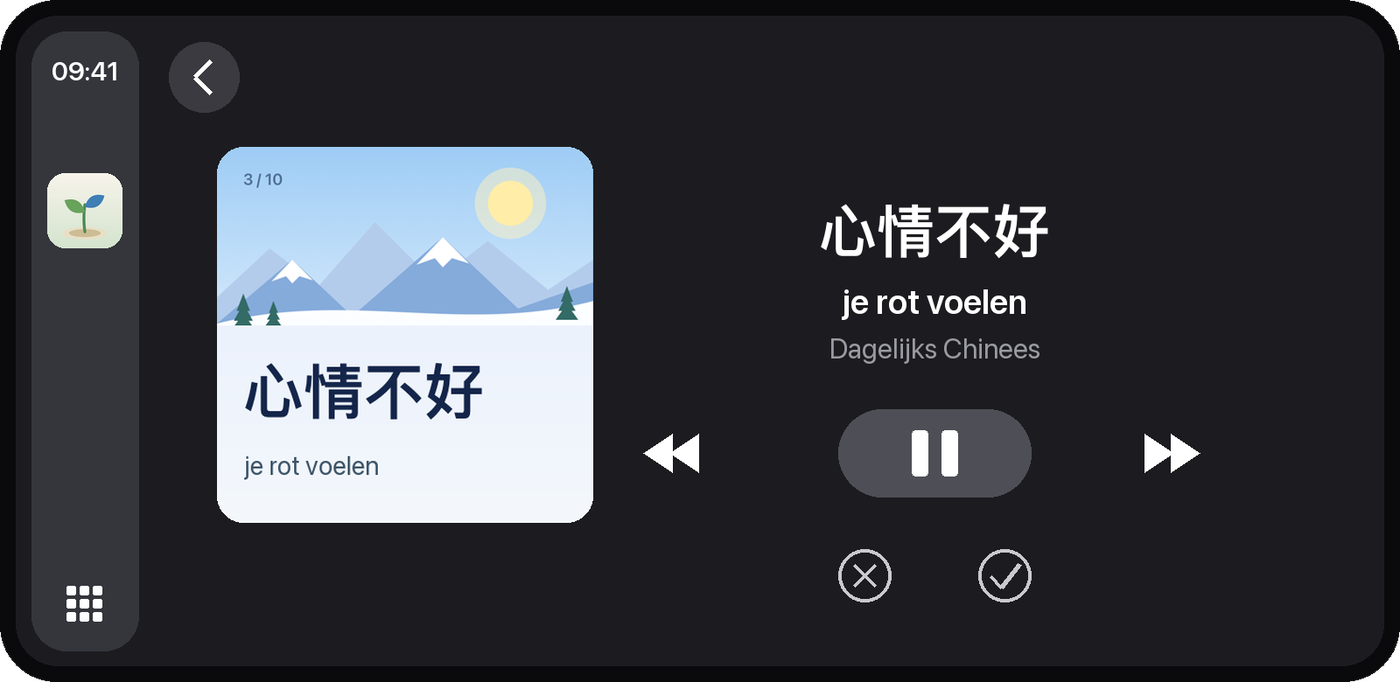 09:41
3 / 10
心情不好
je rot voelen
心情不好
je rot voelen
Dagelijks Chinees